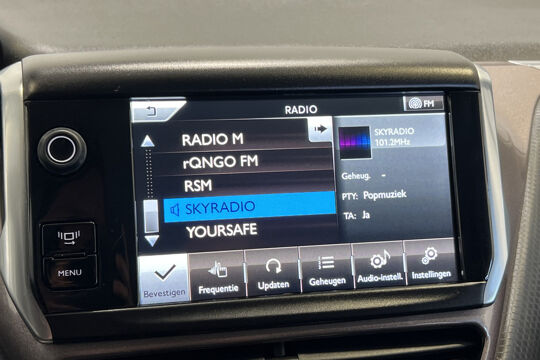 RADIO
FM
RADIO M
rQNGO FM
RSM
SKYRADIO
YOURSAFE
SKYRADIO
101.2MHz
Geheug. -
PTY: Popmuziek
TA: Ja
MENU
Bevestigen
Frequentie
Updaten
Geheugen
Audio-instell.
Instellingen